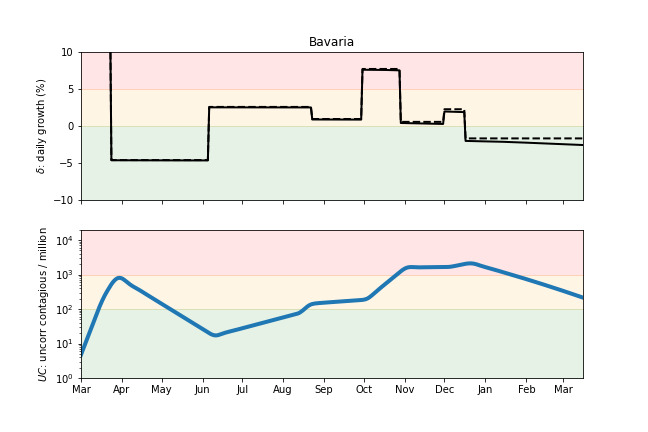 Bavaria
10
5
0
−5
−10
δ: daily growth (%)
10⁴
10³
10²
10¹
10⁰
UC: uncorr contagious / million
Mar Apr May Jun Jul Aug Sep Oct Nov Dec Jan Feb Mar